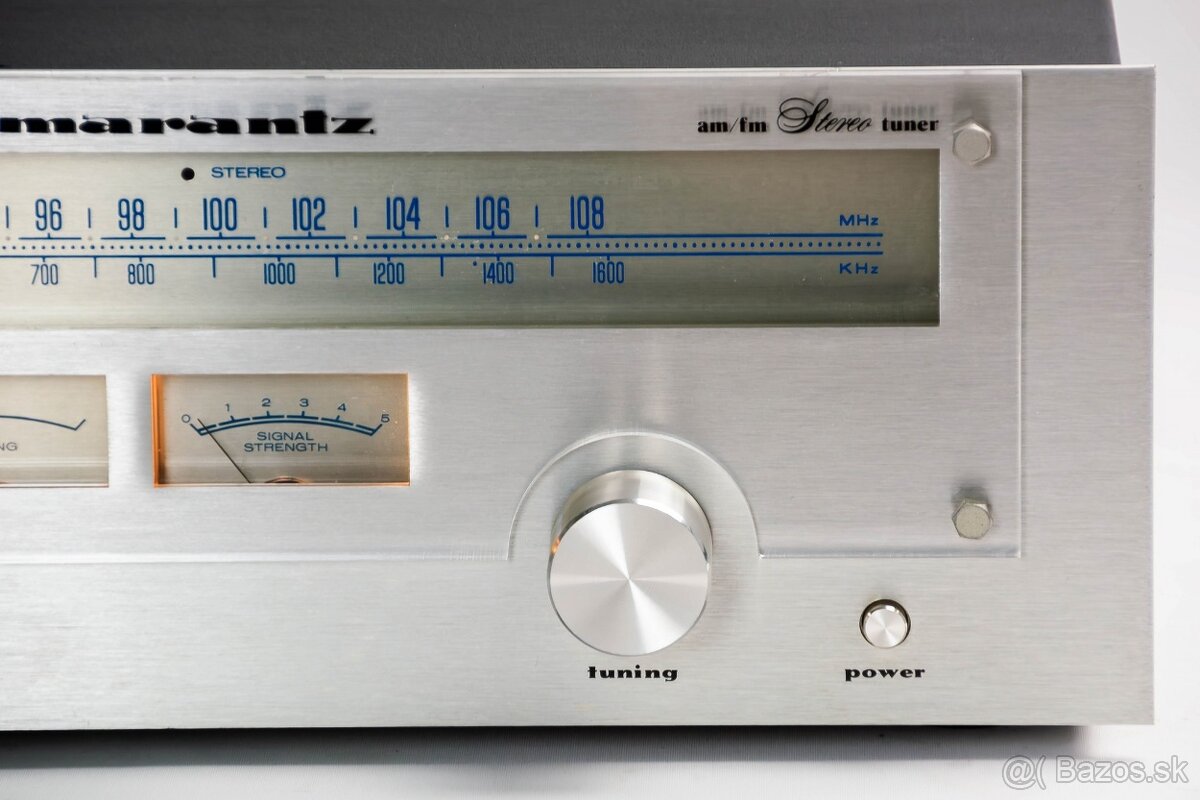 marantz
am/fm Stereo tuner
STEREO
96 98 100 102 104 106 108 MHz
700 800 1000 1200 1400 1600 KHz
0 1 2 3 4 5
SIGNAL
STRENGTH
NG
tuning
power
@( Bazos.sk